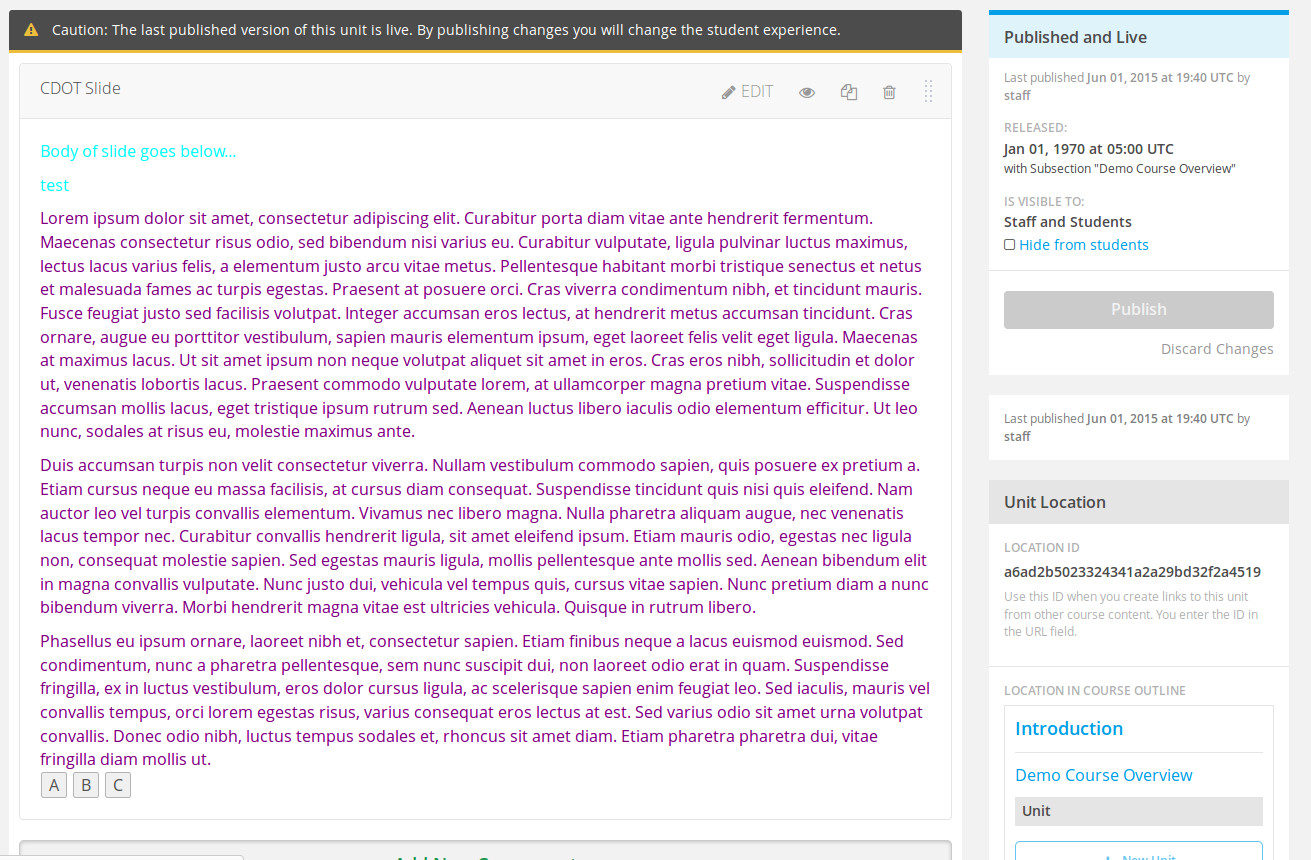 Caution: The last published version of this unit is live. By publishing changes you will change the student experience.
CDOT Slide
EDIT
Body of slide goes below...
test
Lorem ipsum dolor sit amet, consectetur adipiscing elit. Curabitur porta diam vitae ante hendrerit fermentum.
Maecenas consectetur risus odio, sed bibendum nisi varius eu. Curabitur vulputate, ligula pulvinar luctus maximus,
lectus lacus varius felis, a elementum justo arcu vitae metus. Pellentesque habitant morbi tristique senectus et netus
et malesuada fames ac turpis egestas. Praesent at posuere orci. Cras viverra condimentum nibh, et tincidunt mauris.
Fusce feugiat justo sed facilisis volutpat. Integer accumsan eros lectus, at hendrerit metus accumsan tincidunt. Cras
ornare, augue eu porttitor vestibulum, sapien mauris elementum ipsum, eget laoreet felis velit eget ligula. Maecenas
at maximus lacus. Ut sit amet ipsum non neque volutpat aliquet sit amet in eros. Cras eros nibh, sollicitudin et dolor
ut, venenatis lobortis lacus. Praesent commodo vulputate lorem, at ullamcorper magna pretium vitae. Suspendisse
accumsan mollis lacus, eget tristique ipsum rutrum sed. Aenean luctus libero iaculis odio elementum efficitur. Ut leo
nunc, sodales at risus eu, molestie maximus ante.
Duis accumsan turpis non velit consectetur viverra. Nullam vestibulum commodo sapien, quis posuere ex pretium a.
Etiam cursus neque eu massa facilisis, at cursus diam consequat. Suspendisse tincidunt quis nisi quis eleifend. Nam
auctor leo vel turpis convallis elementum. Vivamus nec libero magna. Nulla pharetra aliquam augue, nec venenatis
lacus tempor nec. Curabitur convallis hendrerit ligula, sit amet eleifend ipsum. Etiam mauris odio, egestas nec ligula
non, consequat molestie sapien. Sed egestas mauris ligula, mollis pellentesque ante mollis sed. Aenean bibendum elit
in magna convallis vulputate. Nunc justo dui, vehicula vel tempus quis, cursus vitae sapien. Nunc pretium diam a nunc
bibendum viverra. Morbi hendrerit magna vitae est ultricies vehicula. Quisque in rutrum libero.
Phasellus eu ipsum ornare, laoreet nibh et, consectetur sapien. Etiam finibus neque a lacus euismod euismod. Sed
condimentum, nunc a pharetra pellentesque, sem nunc suscipit dui, non laoreet odio erat in quam. Suspendisse
fringilla, ex in luctus vestibulum, eros dolor cursus ligula, ac scelerisque sapien enim feugiat leo. Sed iaculis, mauris vel
convallis tempus, orci lorem egestas risus, varius consequat eros lectus at est. Sed varius odio sit amet urna volutpat
convallis. Donec odio nibh, luctus tempus sodales et, rhoncus sit amet diam. Etiam pharetra pharetra dui, vitae
fringilla diam mollis ut.
A B C
Published and Live
Last published Jun 01, 2015 at 19:40 UTC by
staff
RELEASED:
Jan 01, 1970 at 05:00 UTC
with Subsection "Demo Course Overview"
IS VISIBLE TO:
Staff and Students
Hide from students
Publish
Discard Changes
Last published Jun 01, 2015 at 19:40 UTC by
staff
Unit Location
LOCATION ID
a6ad2b5023324341a2a29bd32f2a4519
Use this ID when you create links to this unit
from other course content. You enter the ID in
the URL field.
LOCATION IN COURSE OUTLINE
Introduction
Demo Course Overview
Unit
New Unit